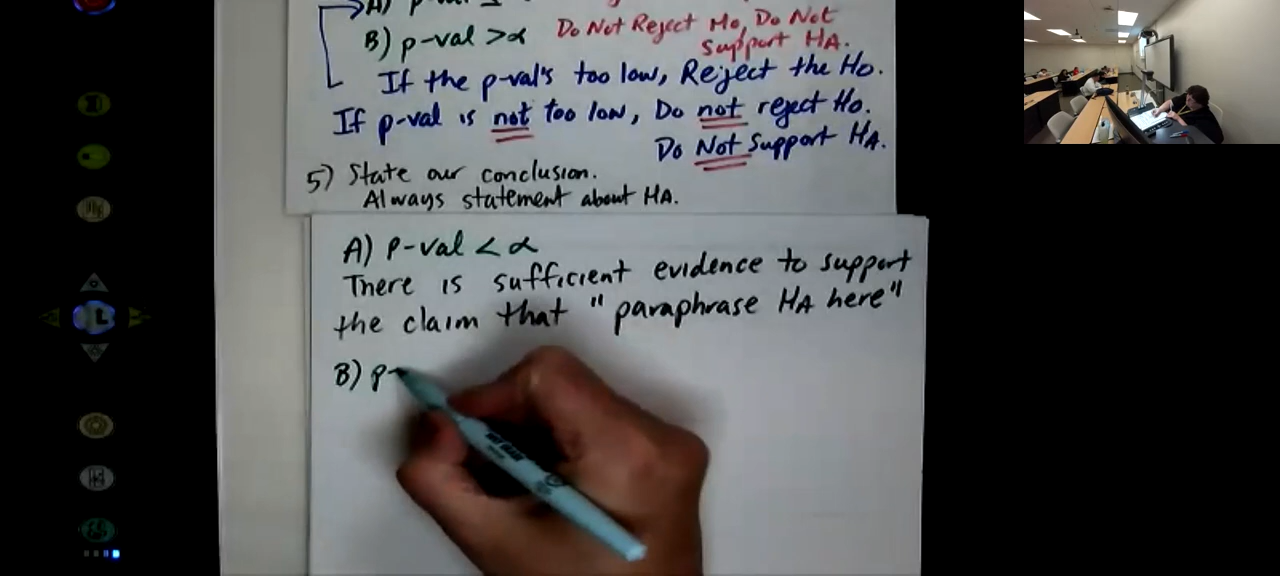 A) p-val
B) p-val > α Do Not Reject Ho, Do Not
Support HA.
If the p-val's too low, Reject the Ho.
If p-val is not too low, Do not reject Ho.
Do Not Support HA.
5) State our conclusion.
Always statement about HA.
A) P-val < α
There is sufficient evidence to support
the claim that "paraphrase HA here"
B) p-
L